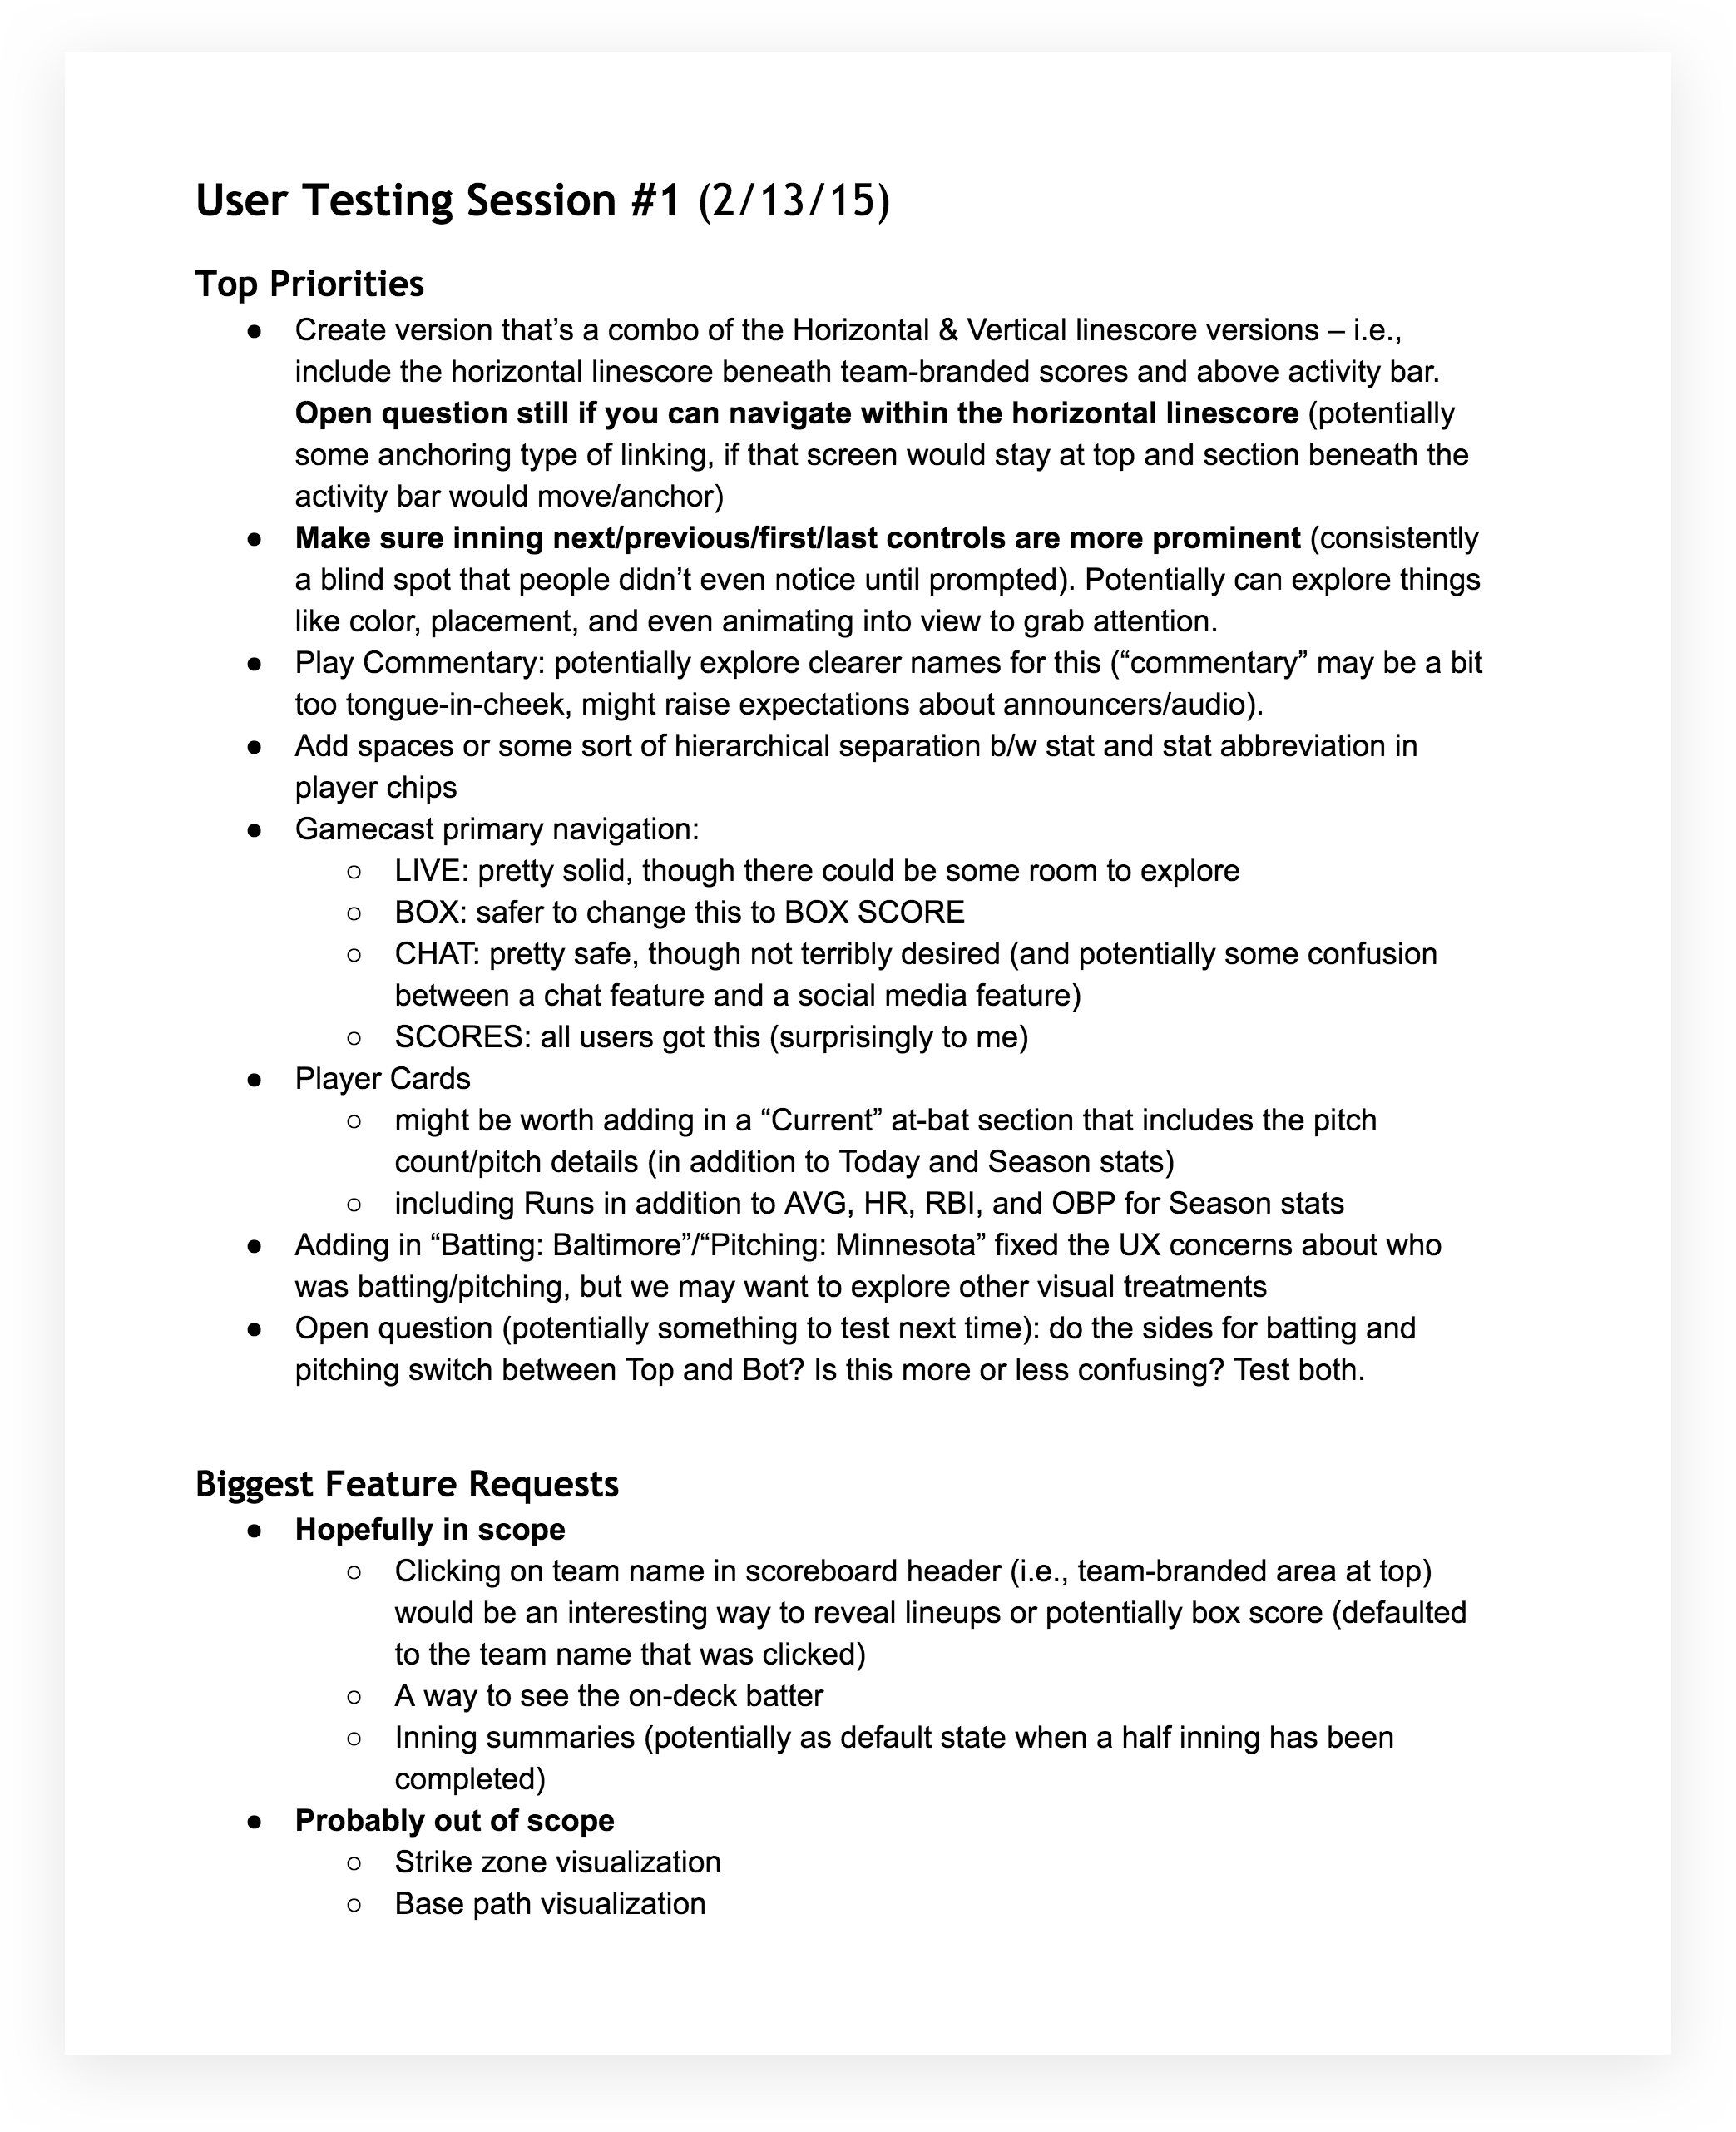 User Testing Session #1 (2/13/15)
Top Priorities
● Create version that’s a combo of the Horizontal & Vertical linescore versions – i.e.,
include the horizontal linescore beneath team-branded scores and above activity bar.
Open question still if you can navigate within the horizontal linescore (potentially
some anchoring type of linking, if that screen would stay at top and section beneath the
activity bar would move/anchor)
● Make sure inning next/previous/first/last controls are more prominent (consistently
a blind spot that people didn’t even notice until prompted). Potentially can explore things
like color, placement, and even animating into view to grab attention.
● Play Commentary: potentially explore clearer names for this (“commentary” may be a bit
too tongue-in-cheek, might raise expectations about announcers/audio).
● Add spaces or some sort of hierarchical separation b/w stat and stat abbreviation in
player chips
● Gamecast primary navigation:
○ LIVE: pretty solid, though there could be some room to explore
○ BOX: safer to change this to BOX SCORE
○ CHAT: pretty safe, though not terribly desired (and potentially some confusion
between a chat feature and a social media feature)
○ SCORES: all users got this (surprisingly to me)
● Player Cards
○ might be worth adding in a “Current” at-bat section that includes the pitch
count/pitch details (in addition to Today and Season stats)
○ including Runs in addition to AVG, HR, RBI, and OBP for Season stats
● Adding in “Batting: Baltimore”/“Pitching: Minnesota” fixed the UX concerns about who
was batting/pitching, but we may want to explore other visual treatments
● Open question (potentially something to test next time): do the sides for batting and
pitching switch between Top and Bot? Is this more or less confusing? Test both.
Biggest Feature Requests
● Hopefully in scope
○ Clicking on team name in scoreboard header (i.e., team-branded area at top)
would be an interesting way to reveal lineups or potentially box score (defaulted
to the team name that was clicked)
○ A way to see the on-deck batter
○ Inning summaries (potentially as default state when a half inning has been
completed)
● Probably out of scope
○ Strike zone visualization
○ Base path visualization